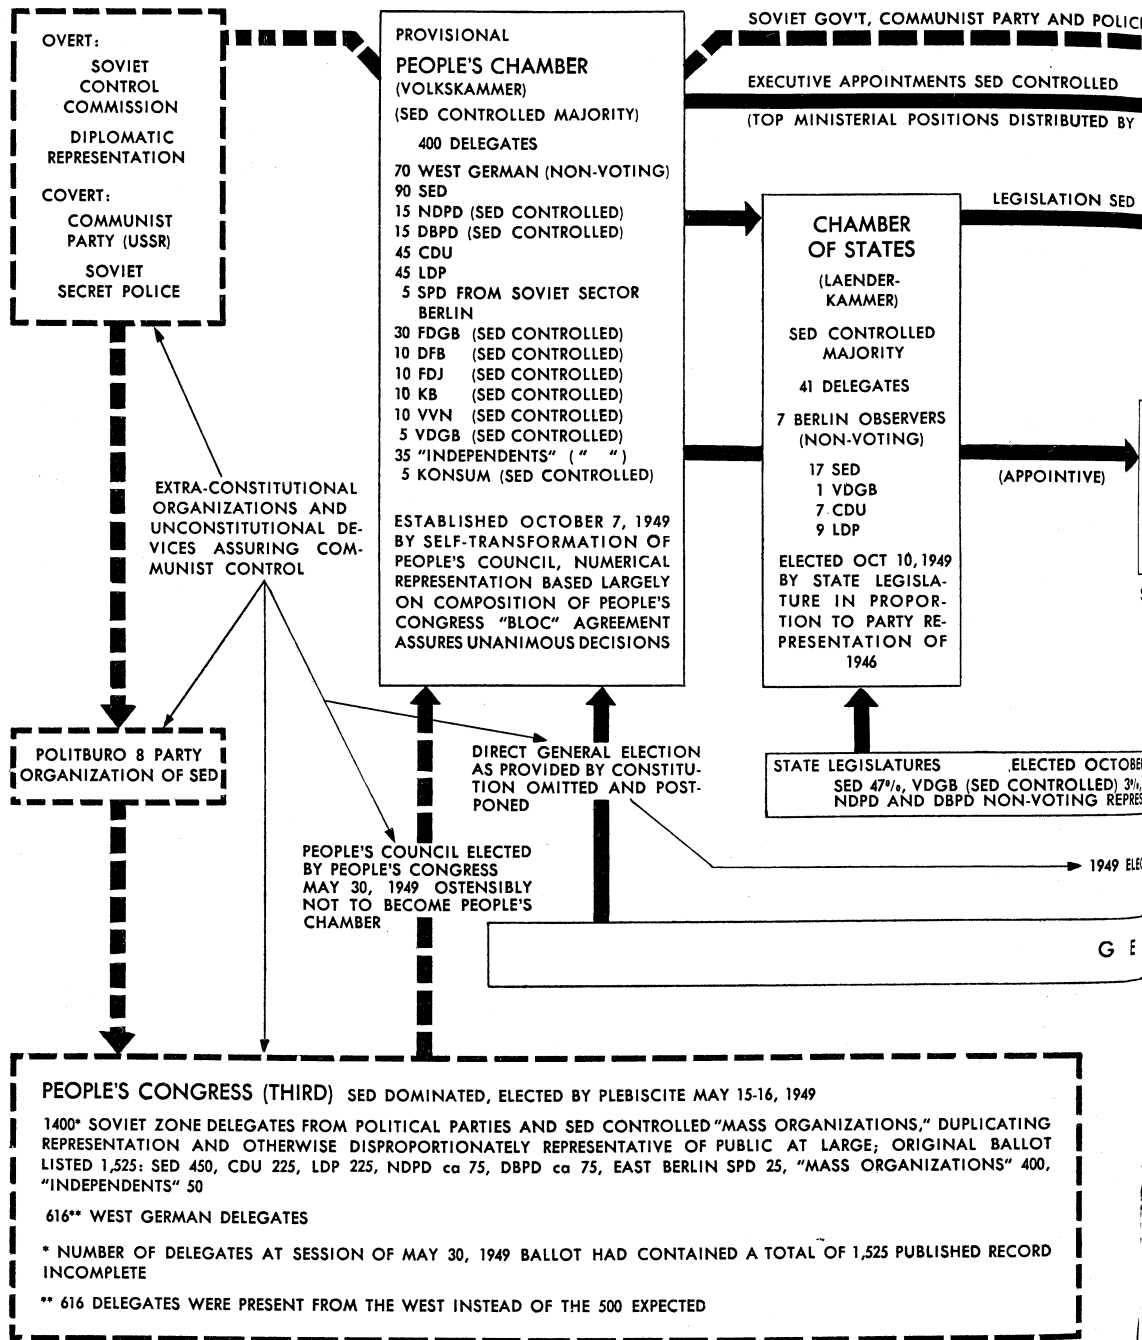 OVERT:
SOVIET
CONTROL
COMMISSION
DIPLOMATIC
REPRESENTATION
COVERT:
COMMUNIST
PARTY (USSR)
SOVIET
SECRET POLICE
PROVISIONAL
PEOPLE'S CHAMBER
(VOLKSKAMMER)
(SED CONTROLLED MAJORITY)
400 DELEGATES
70 WEST GERMAN (NON-VOTING)
90 SED
15 NDPD (SED CONTROLLED)
15 DBPD (SED CONTROLLED)
45 CDU
45 LDP
5 SPD FROM SOVIET SECTOR
BERLIN
30 FDGB (SED CONTROLLED)
10 DFB (SED CONTROLLED)
10 FDJ (SED CONTROLLED)
10 KB (SED CONTROLLED)
10 VVN (SED CONTROLLED)
5 VDGB (SED CONTROLLED)
35 "INDEPENDENTS" ( " " )
5 KONSUM (SED CONTROLLED)
ESTABLISHED OCTOBER 7, 1949
BY SELF-TRANSFORMATION OF
PEOPLE'S COUNCIL, NUMERICAL
REPRESENTATION BASED LARGELY
ON COMPOSITION OF PEOPLE'S
CONGRESS "BLOC" AGREEMENT
ASSURES UNANIMOUS DECISIONS
SOVIET GOV'T, COMMUNIST PARTY AND POLIC
EXECUTIVE APPOINTMENTS SED CONTROLLED
(TOP MINISTERIAL POSITIONS DISTRIBUTED BY
LEGISLATION SED
CHAMBER
OF STATES
(LAENDER-
KAMMER)
SED CONTROLLED
MAJORITY
41 DELEGATES
7 BERLIN OBSERVERS
(NON-VOTING)
17 SED
1 VDGB
7 CDU
9 LDP
ELECTED OCT 10, 1949
BY STATE LEGISLA-
TURE IN PROPOR-
TION TO PARTY RE-
PRESENTATION OF
1946
(APPOINTIVE)
EXTRA-CONSTITUTIONAL
ORGANIZATIONS AND
UNCONSTITUTIONAL DE-
VICES ASSURING COM-
MUNIST CONTROL
POLITBURO 8 PARTY
ORGANIZATION OF SED
DIRECT GENERAL ELECTION
AS PROVIDED BY CONSTITU-
TION OMITTED AND POST-
PONED
STATE LEGISLATURES ELECTED OCTOBER
SED 47%, VDGB (SED CONTROLLED) 3%,
NDPD AND DBPD NON-VOTING REPRES
PEOPLE'S COUNCIL ELECTED
BY PEOPLE'S CONGRESS
MAY 30, 1949 OSTENSIBLY
NOT TO BECOME PEOPLE'S
CHAMBER
1949 ELEC
G E
PEOPLE'S CONGRESS (THIRD) SED DOMINATED, ELECTED BY PLEBISCITE MAY 15-16, 1949
1400* SOVIET ZONE DELEGATES FROM POLITICAL PARTIES AND SED CONTROLLED "MASS ORGANIZATIONS," DUPLICATING
REPRESENTATION AND OTHERWISE DISPROPORTIONATELY REPRESENTATIVE OF PUBLIC AT LARGE; ORIGINAL BALLOT
LISTED 1,525: SED 450, CDU 225, LDP 225, NDPD ca 75, DBPD ca 75, EAST BERLIN SPD 25, "MASS ORGANIZATIONS" 400,
"INDEPENDENTS" 50
616** WEST GERMAN DELEGATES
* NUMBER OF DELEGATES AT SESSION OF MAY 30, 1949 BALLOT HAD CONTAINED A TOTAL OF 1,525 PUBLISHED RECORD
INCOMPLETE
** 616 DELEGATES WERE PRESENT FROM THE WEST INSTEAD OF THE 500 EXPECTED